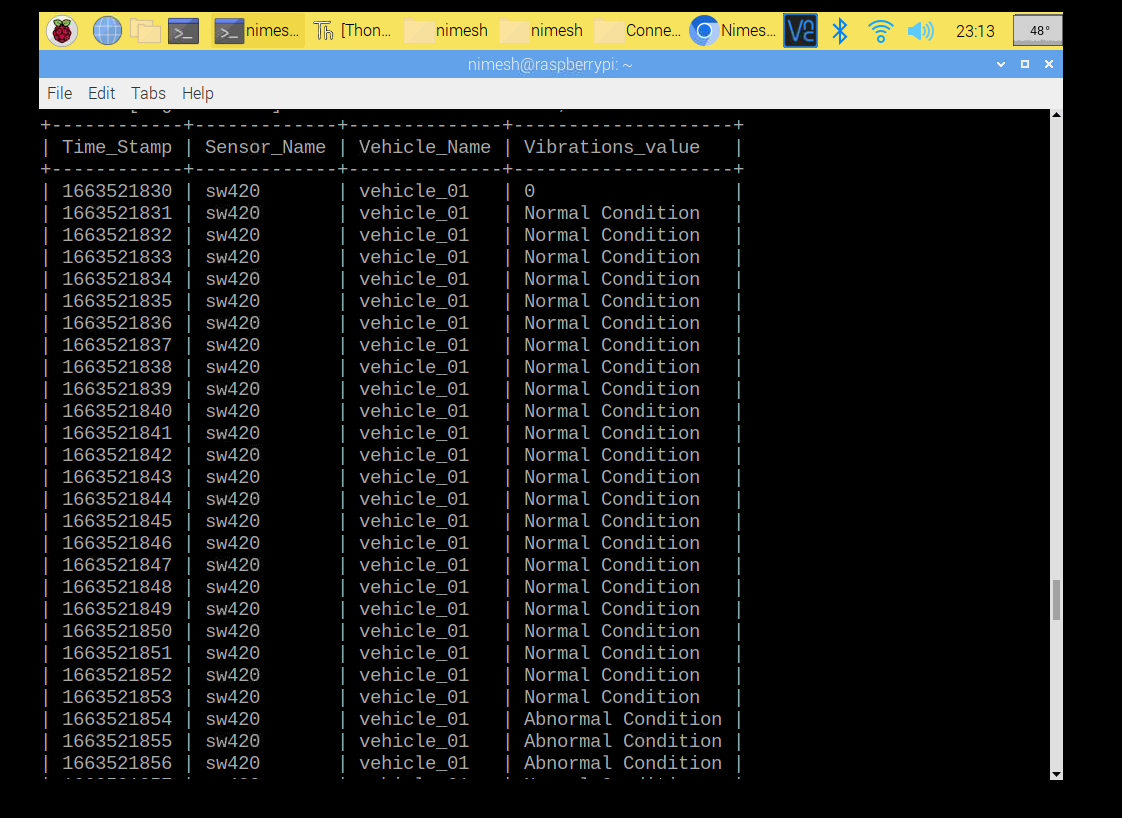 nimes... [Thon... nimesh nimesh Conne... Nimes... 23:13 48°
nimesh@raspberrypi: ~
File Edit Tabs Help
+------------+-------------+--------------+--------------------+
| Time_Stamp | Sensor_Name | Vehicle_Name | Vibrations_value   |
+------------+-------------+--------------+--------------------+
| 1663521830 | sw420       | vehicle_01   | 0                  |
| 1663521831 | sw420       | vehicle_01   | Normal Condition   |
| 1663521832 | sw420       | vehicle_01   | Normal Condition   |
| 1663521833 | sw420       | vehicle_01   | Normal Condition   |
| 1663521834 | sw420       | vehicle_01   | Normal Condition   |
| 1663521835 | sw420       | vehicle_01   | Normal Condition   |
| 1663521836 | sw420       | vehicle_01   | Normal Condition   |
| 1663521837 | sw420       | vehicle_01   | Normal Condition   |
| 1663521838 | sw420       | vehicle_01   | Normal Condition   |
| 1663521839 | sw420       | vehicle_01   | Normal Condition   |
| 1663521840 | sw420       | vehicle_01   | Normal Condition   |
| 1663521841 | sw420       | vehicle_01   | Normal Condition   |
| 1663521842 | sw420       | vehicle_01   | Normal Condition   |
| 1663521843 | sw420       | vehicle_01   | Normal Condition   |
| 1663521844 | sw420       | vehicle_01   | Normal Condition   |
| 1663521845 | sw420       | vehicle_01   | Normal Condition   |
| 1663521846 | sw420       | vehicle_01   | Normal Condition   |
| 1663521847 | sw420       | vehicle_01   | Normal Condition   |
| 1663521848 | sw420       | vehicle_01   | Normal Condition   |
| 1663521849 | sw420       | vehicle_01   | Normal Condition   |
| 1663521850 | sw420       | vehicle_01   | Normal Condition   |
| 1663521851 | sw420       | vehicle_01   | Normal Condition   |
| 1663521852 | sw420       | vehicle_01   | Normal Condition   |
| 1663521853 | sw420       | vehicle_01   | Normal Condition   |
| 1663521854 | sw420       | vehicle_01   | Abnormal Condition |
| 1663521855 | sw420       | vehicle_01   | Abnormal Condition |
| 1663521856 | sw420       | vehicle_01   | Abnormal Condition |